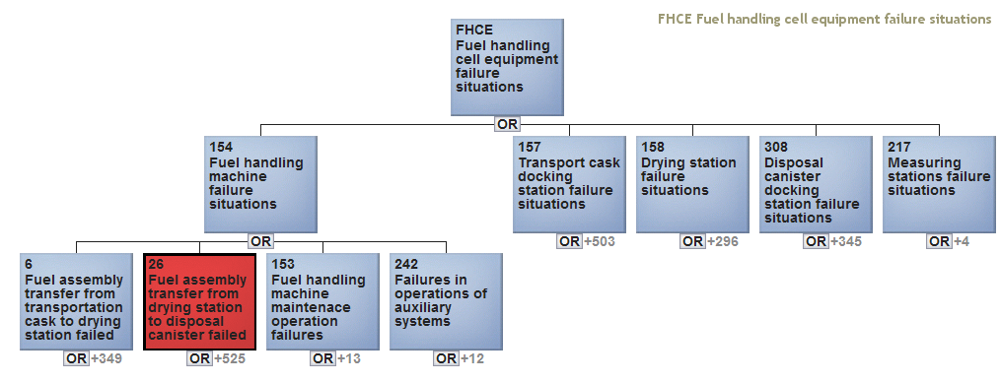 FHCE Fuel handling cell equipment failure situations
FHCE
Fuel handling
cell equipment
failure
situations
OR
154
Fuel handling
machine
failure
situations
OR
157
Transport cask
docking
station failure
situations
OR +503
158
Drying station
failure
situations
OR +296
308
Disposal
canister
docking
station failure
situations
OR +345
217
Measuring
stations failure
situations
OR +4
6
Fuel assembly
transfer from
transportation
cask to drying
station failed
OR +349
26
Fuel assembly
transfer from
drying station
to disposal
canister failed
OR +525
153
Fuel handling
machine
maintenace
operation
failures
OR +13
242
Failures in
operations of
auxiliary
systems
OR +12